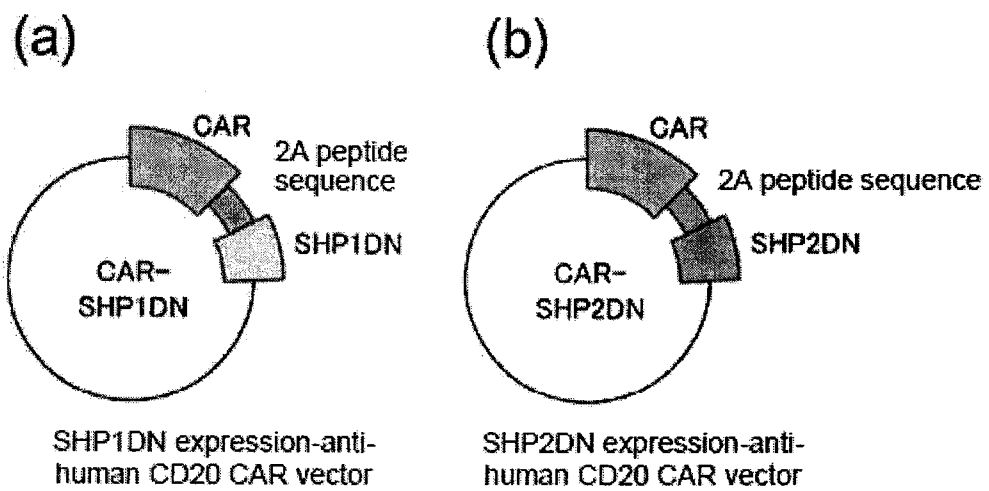 (a)
CAR
2A peptide
sequence
SHP1DN
CAR-
SHP1DN
SHP1DN expression-anti-
human CD20 CAR vector
(b)
CAR
2A peptide sequence
SHP2DN
CAR-
SHP2DN
SHP2DN expression-anti-
human CD20 CAR vector